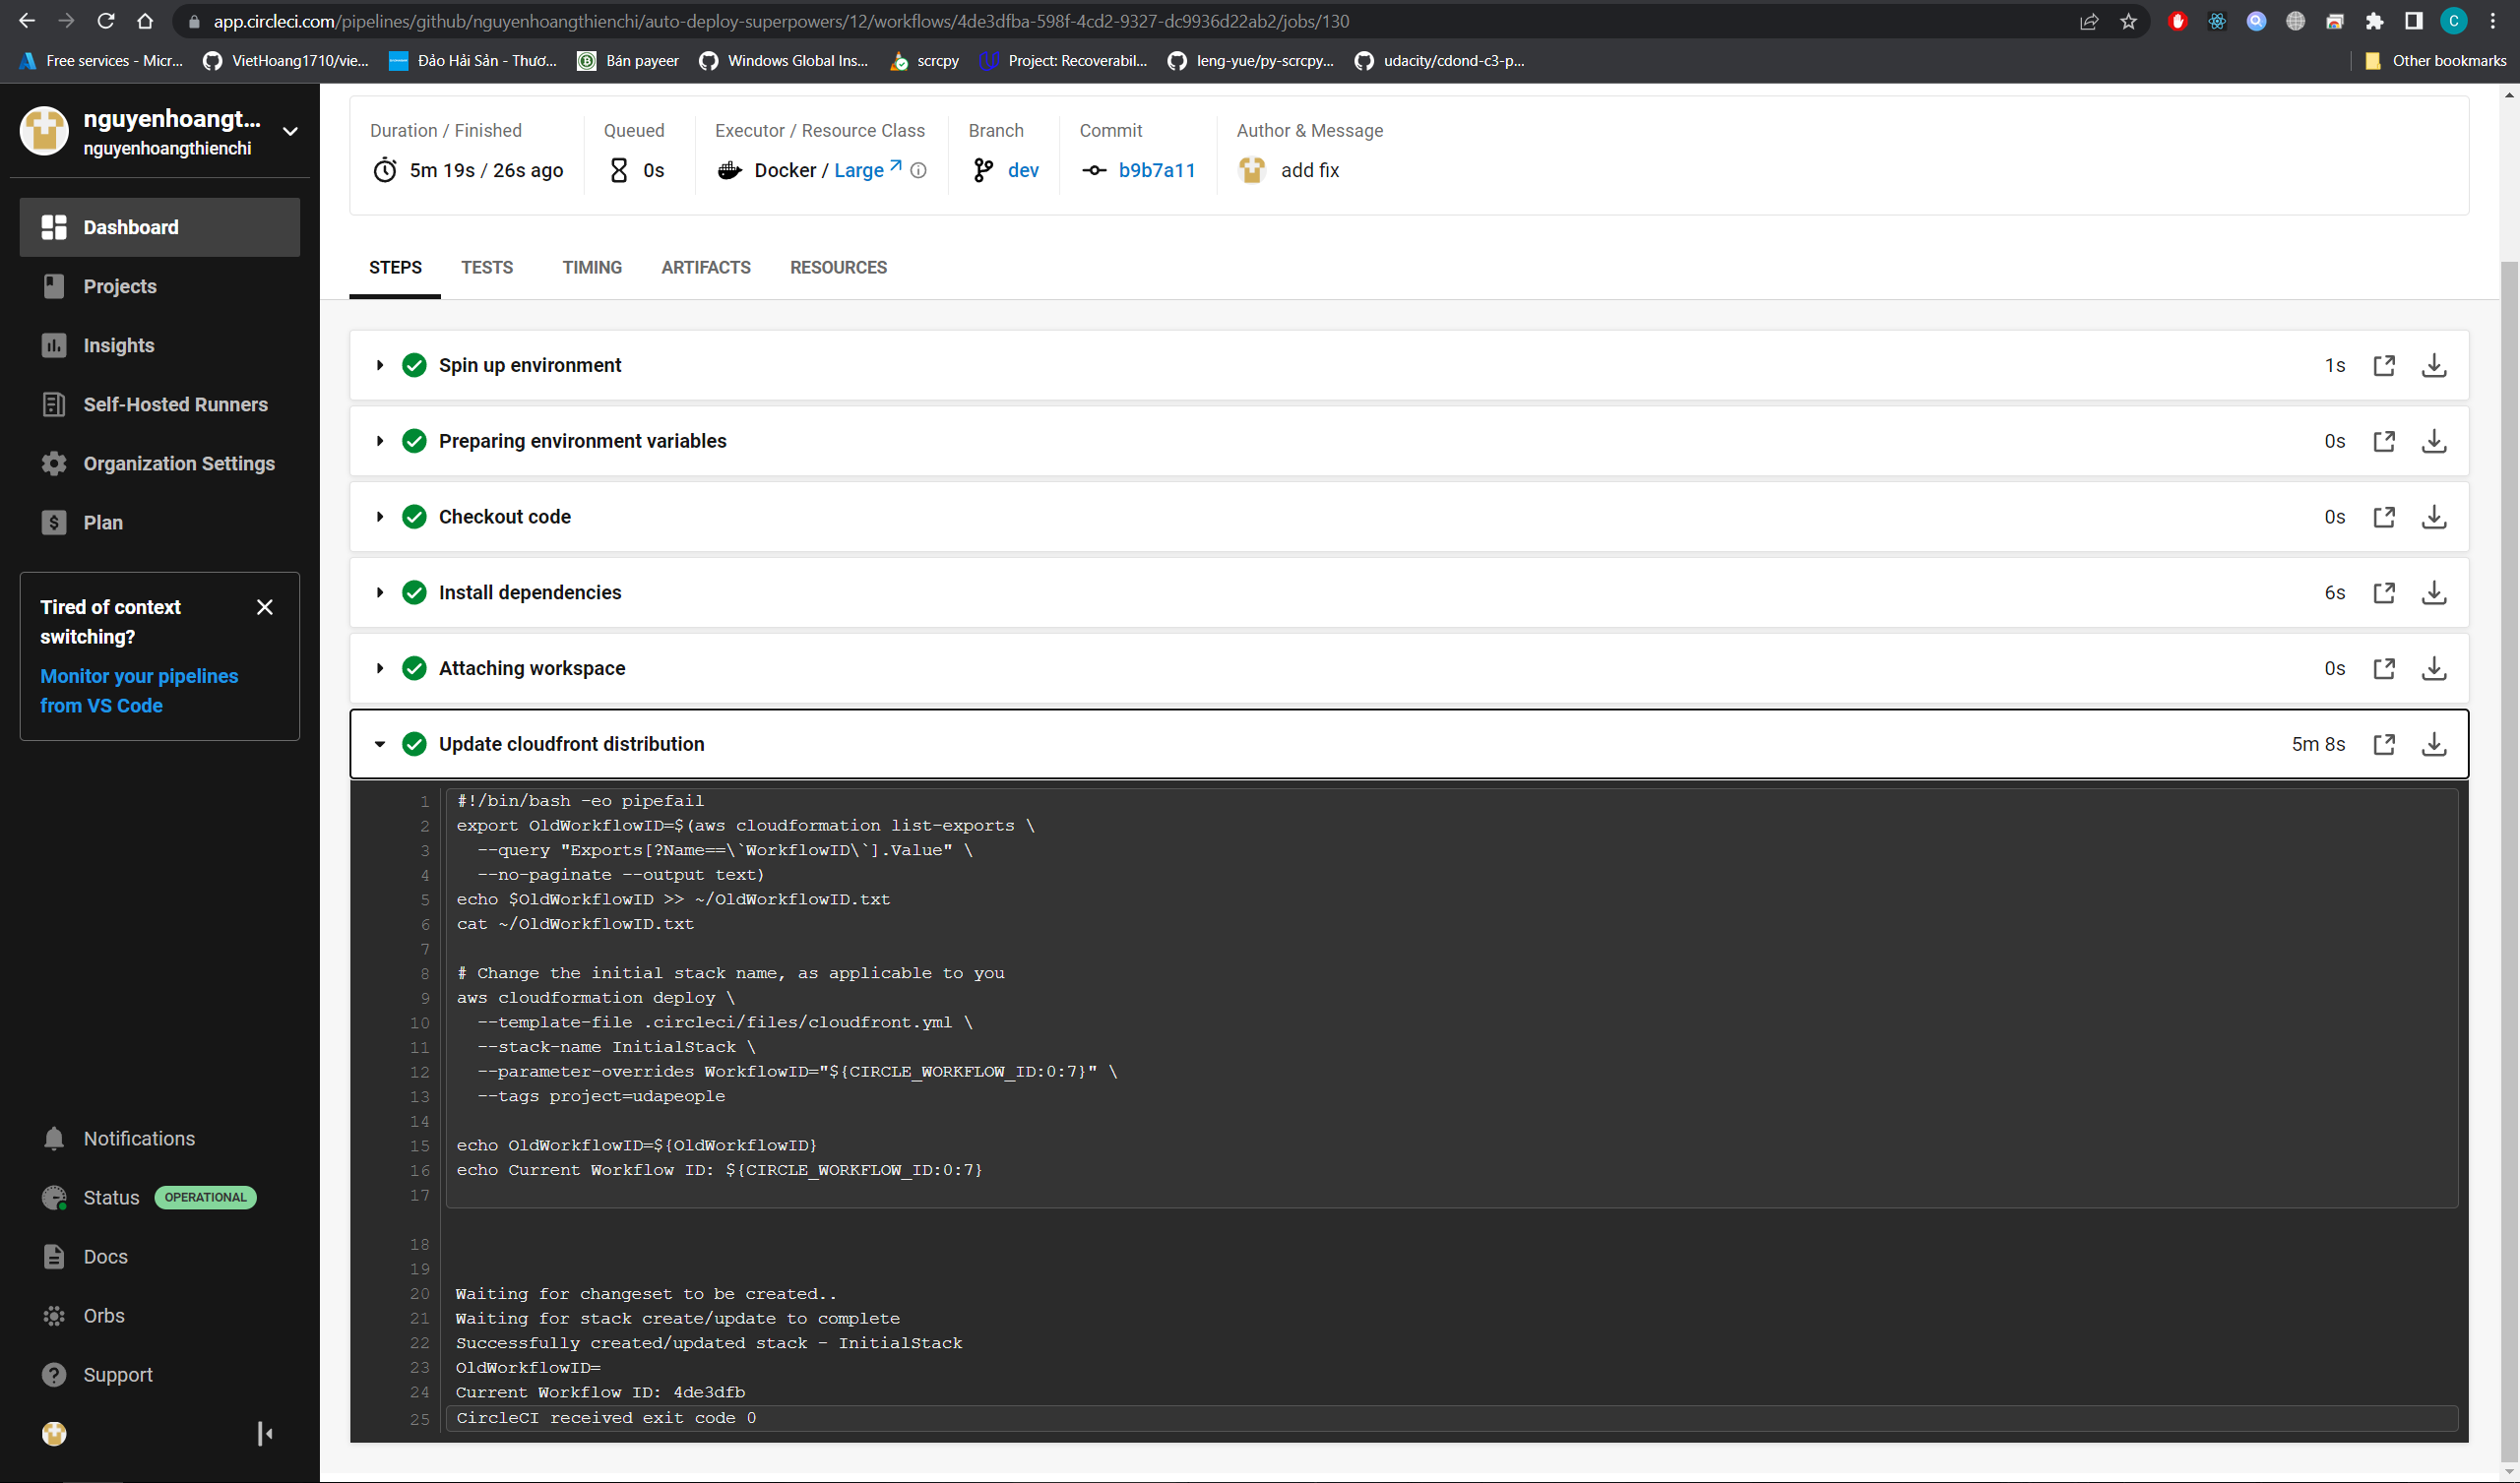 app.circleci.com/pipelines/github/nguyenhoangthienchi/auto-deploy-superpowers/12/workflows/4de3dfba-598f-4cd2-9327-dc9936d22ab2/jobs/130
C
Free services - Micr...
VietHoang1710/vie...
Đảo Hải Sản - Thươ...
Bán payeer
Windows Global Ins...
scrcpy
Project: Recoverabil...
leng-yue/py-scrcpy...
udacity/cdond-c3-p...
Other bookmarks
nguyenhoangt...
nguyenhoangthienchi
Dashboard
Projects
Insights
Self-Hosted Runners
Organization Settings
Plan
Tired of context
switching?
Monitor your pipelines
from VS Code
Notifications
Status OPERATIONAL
Docs
Orbs
Support
Duration / Finished
5m 19s / 26s ago
Queued
0s
Executor / Resource Class
Docker / Large
Branch
dev
Commit
b9b7a11
Author & Message
add fix
STEPS
TESTS
TIMING
ARTIFACTS
RESOURCES
Spin up environment 1s
Preparing environment variables 0s
Checkout code 0s
Install dependencies 6s
Attaching workspace 0s
Update cloudfront distribution 5m 8s
1 #!/bin/bash -eo pipefail
2 export OldWorkflowID=$(aws cloudformation list-exports \
3 --query "Exports[?Name==\`WorkflowID\`].Value" \
4 --no-paginate --output text)
5 echo $OldWorkflowID >> ~/OldWorkflowID.txt
6 cat ~/OldWorkflowID.txt
7
8 # Change the initial stack name, as applicable to you
9 aws cloudformation deploy \
10 --template-file .circleci/files/cloudfront.yml \
11 --stack-name InitialStack \
12 --parameter-overrides WorkflowID="${CIRCLE_WORKFLOW_ID:0:7}" \
13 --tags project=udapeople
14
15 echo OldWorkflowID=${OldWorkflowID}
16 echo Current Workflow ID: ${CIRCLE_WORKFLOW_ID:0:7}
17
18
19
20 Waiting for changeset to be created..
21 Waiting for stack create/update to complete
22 Successfully created/updated stack - InitialStack
23 OldWorkflowID=
24 Current Workflow ID: 4de3dfb
25 CircleCI received exit code 0